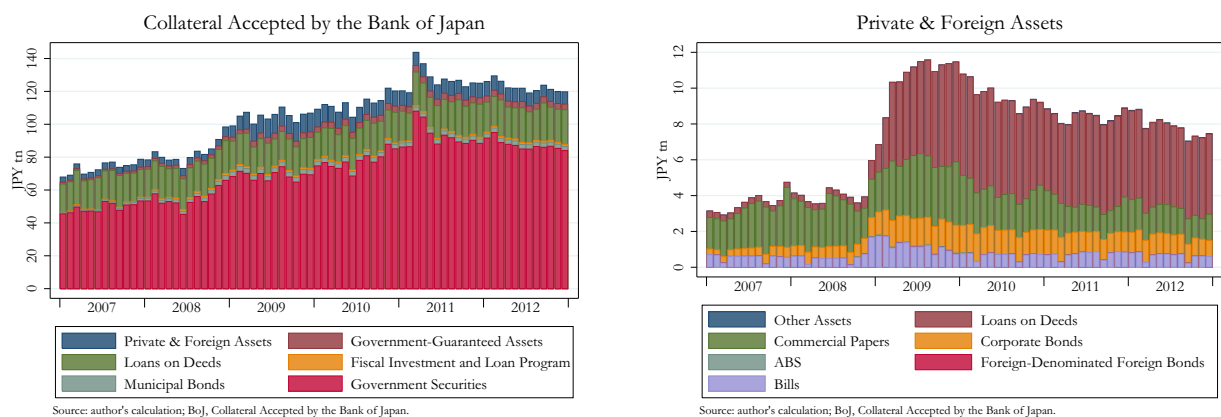 Collateral Accepted by the Bank of Japan
JPY tn
140
120
100
80
60
40
20
0
2007 2008 2009 2010 2011 2012
Private & Foreign Assets
Government-Guaranteed Assets
Loans on Deeds
Fiscal Investment and Loan Program
Municipal Bonds
Government Securities
Source: author's calculation; BoJ, Collateral Accepted by the Bank of Japan.
Private & Foreign Assets
JPY tn
12
10
8
6
4
2
0
2007 2008 2009 2010 2011 2012
Other Assets
Loans on Deeds
Commercial Papers
Corporate Bonds
ABS
Foreign-Denominated Foreign Bonds
Bills
Source: author's calculation; BoJ, Collateral Accepted by the Bank of Japan.